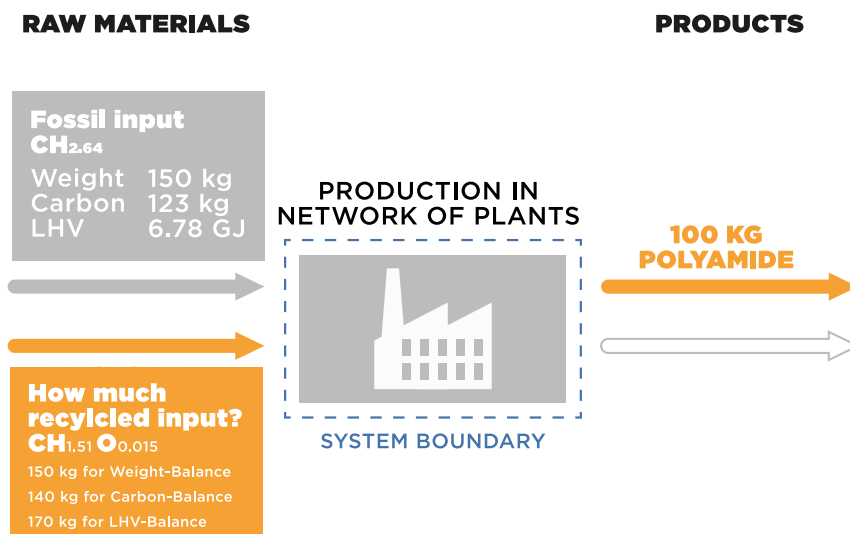 RAW MATERIALS
PRODUCTS
Fossil input
CH2.64
Weight 150 kg
Carbon 123 kg
LHV 6.78 GJ
PRODUCTION IN
NETWORK OF PLANTS
100 KG
POLYAMIDE
How much
recylcled input?
CH1.51 O0.015
150 kg for Weight-Balance
140 kg for Carbon-Balance
170 kg for LHV-Balance
SYSTEM BOUNDARY